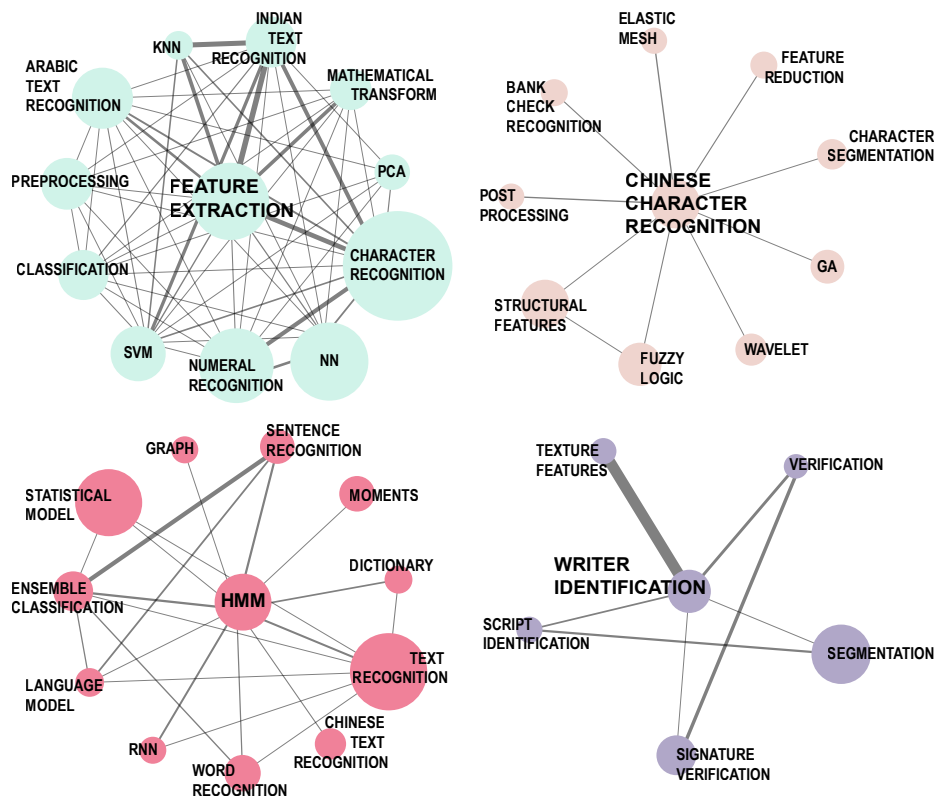 INDIAN
TEXT
RECOGNITION
KNN
ARABIC
TEXT
RECOGNITION
MATHEMATICAL
TRANSFORM
PREPROCESSING
FEATURE
EXTRACTION
PCA
CLASSIFICATION
CHARACTER
RECOGNITION
SVM
NUMERAL
RECOGNITION
NN
ELASTIC
MESH
FEATURE
REDUCTION
BANK
CHECK
RECOGNITION
CHARACTER
SEGMENTATION
POST
PROCESSING
CHINESE
CHARACTER
RECOGNITION
GA
STRUCTURAL
FEATURES
FUZZY
LOGIC
WAVELET
SENTENCE
RECOGNITION
GRAPH
STATISTICAL
MODEL
MOMENTS
DICTIONARY
ENSEMBLE
CLASSIFICATION
HMM
TEXT
RECOGNITION
LANGUAGE
MODEL
RNN
WORD
RECOGNITION
CHINESE
TEXT
RECOGNITION
TEXTURE
FEATURES
VERIFICATION
WRITER
IDENTIFICATION
SCRIPT
IDENTIFICATION
SEGMENTATION
SIGNATURE
VERIFICATION